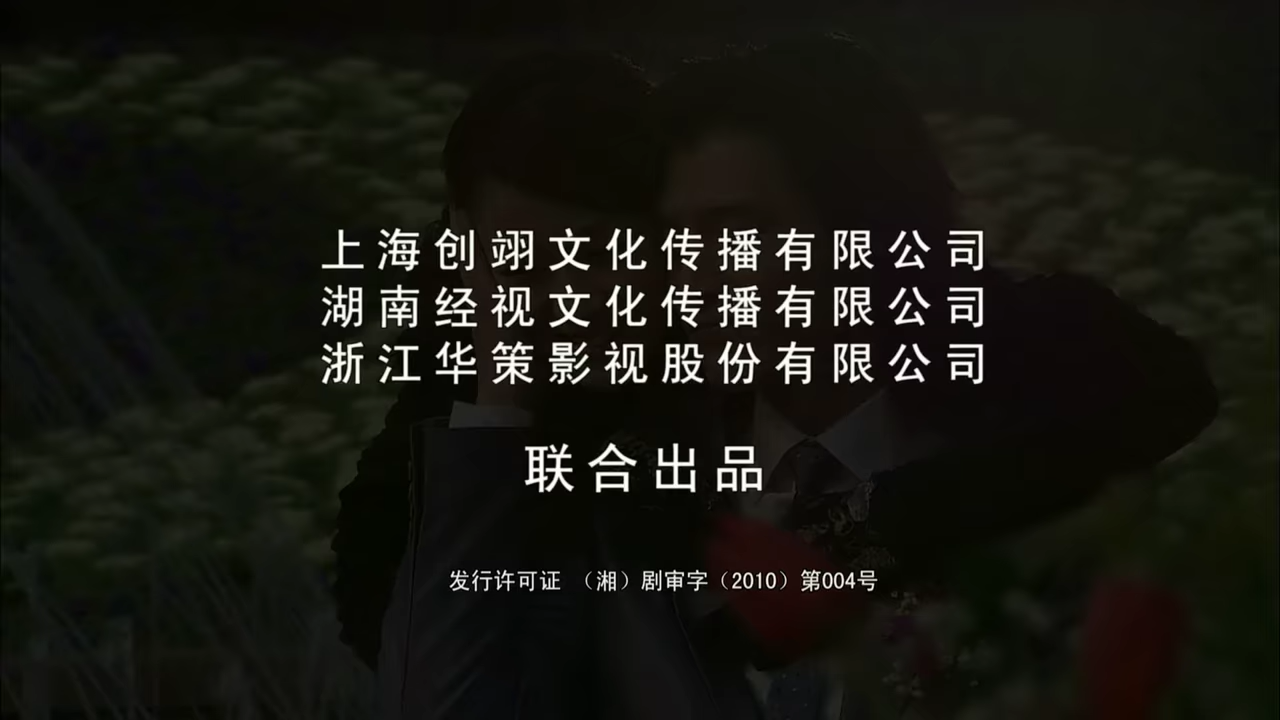 上海创翊文化传播有限公司
湖南经视文化传播有限公司
浙江华策影视股份有限公司
联合出品
发行许可证 （湘）剧审字（2010）第004号